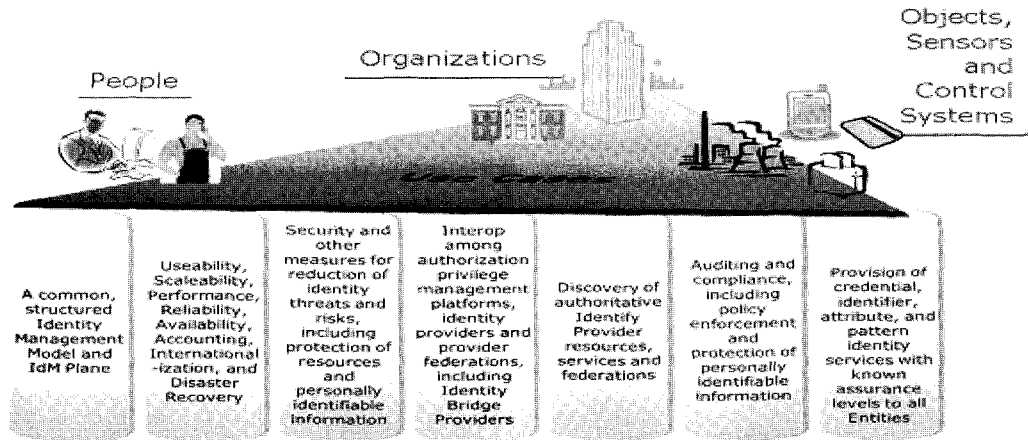 People
Organizations
Objects,
Sensors
and
Control
Systems
Use Cases
A common,
structured
Identity
Management
Model and
IdM Plane
Useability,
Scaleability,
Performance,
Reliability,
Availability,
Accounting,
International
-ization, and
Disaster
Recovery
Security and
other
measures for
reduction of
identity
threats and
risks,
including
protection of
resources
and
personally
identifiable
information
Interop
among
authorization
privilege
management
platforms,
identity
providers and
provider
federations,
including
Identity
Bridge
Providers
Discovery of
authoritative
Identify
Provider
resources,
services and
federations
Auditing and
compliance,
including
policy
enforcement
and
protection of
personally
identifiable
information
Provision of
credential,
identifier,
attribute, and
pattern
identity
services with
known
assurance
levels to all
Entities